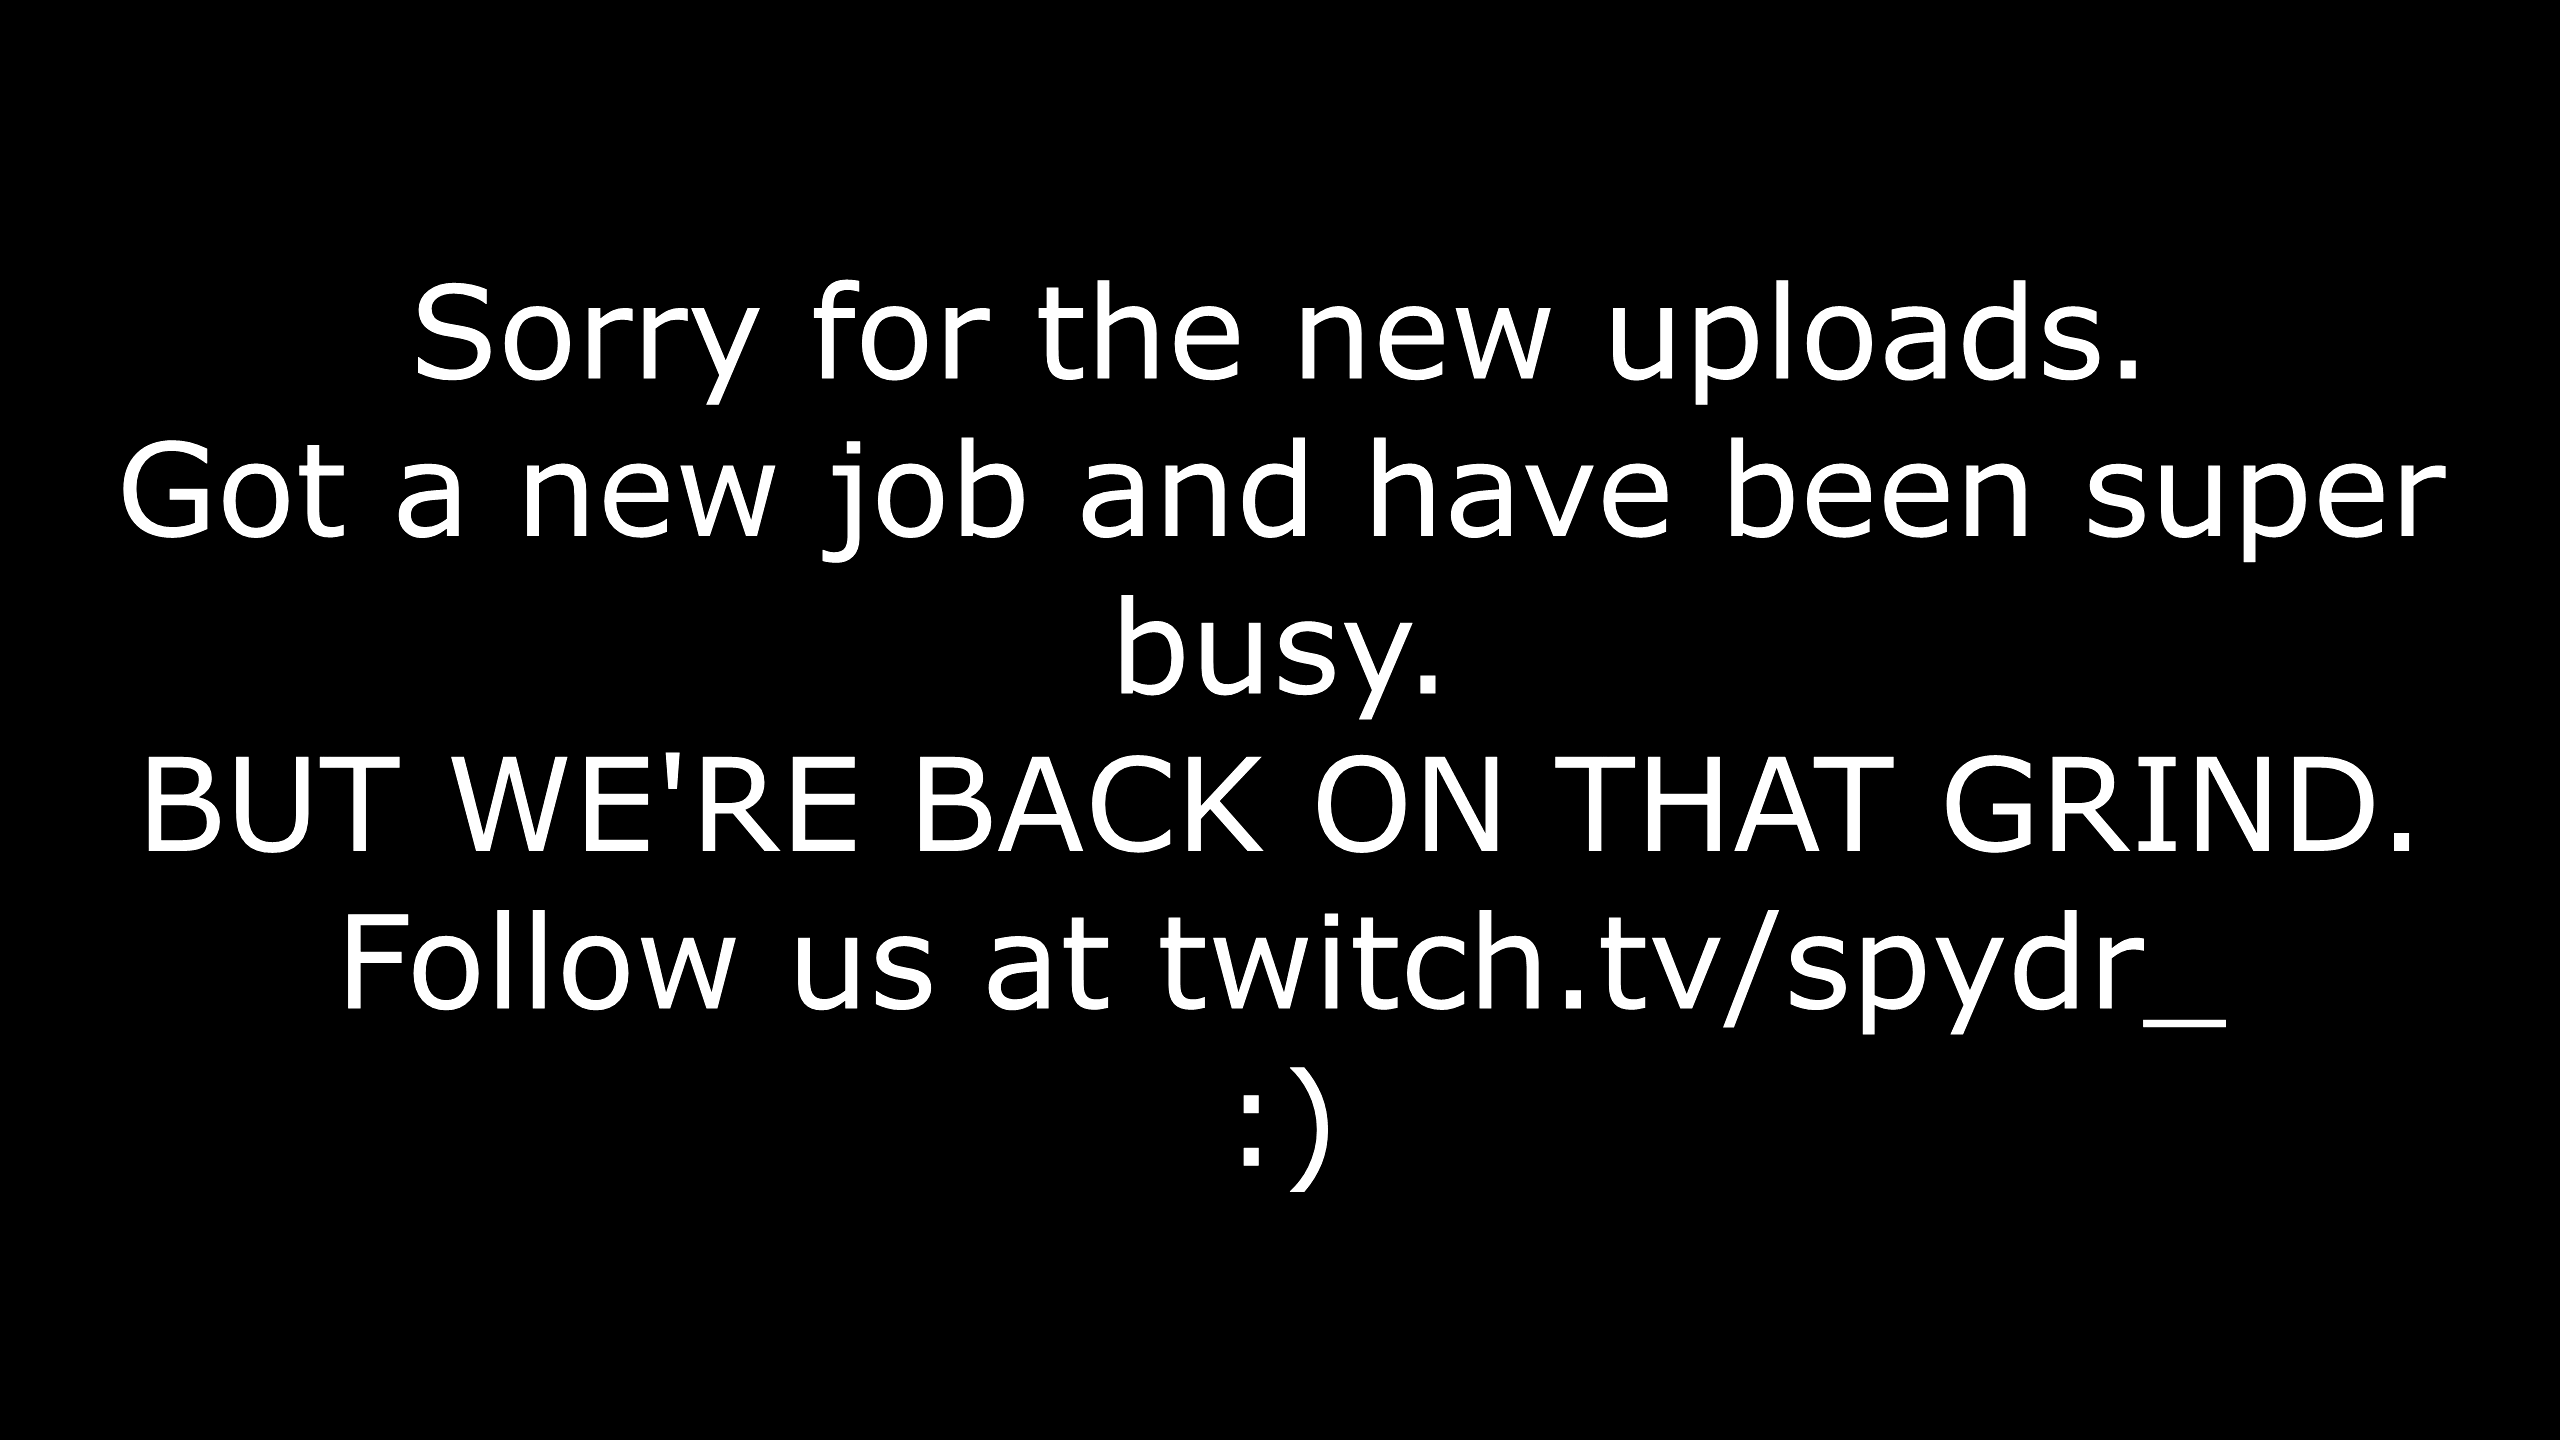 Sorry for the new uploads.
Got a new job and have been super
busy.
BUT WE'RE BACK ON THAT GRIND.
Follow us at twitch.tv/spydr_
:)